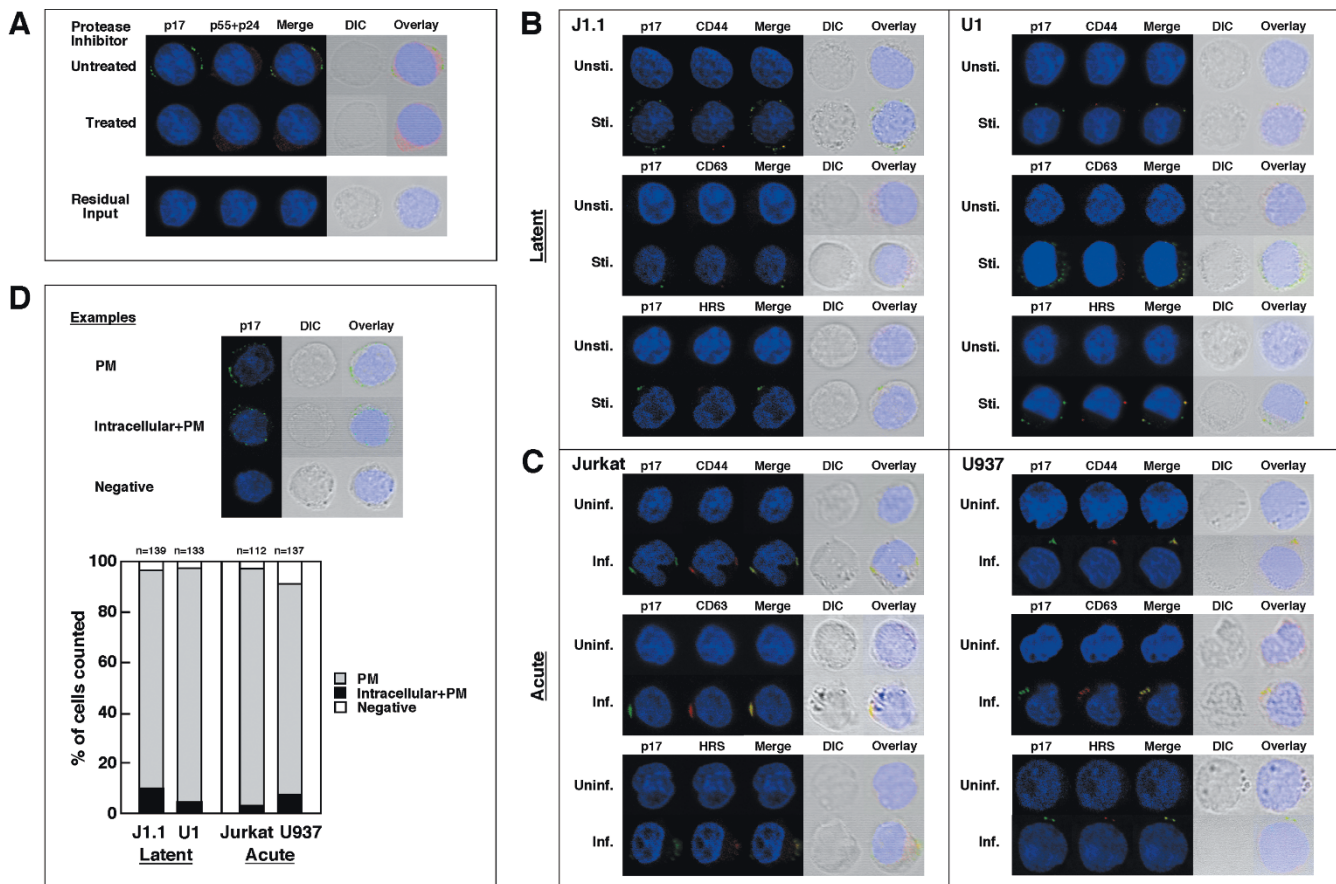 A
Protease Inhibitor
p17 p55+p24 Merge DIC Overlay
Untreated
Treated
Residual Input
B
J1.1
Latent
p17 CD44 Merge DIC Overlay
Unsti.
Sti.
p17 CD63 Merge DIC Overlay
Unsti.
Sti.
p17 HRS Merge DIC Overlay
Unsti.
Sti.
U1
p17 CD44 Merge DIC Overlay
Unsti.
Sti.
p17 CD63 Merge DIC Overlay
Unsti.
Sti.
p17 HRS Merge DIC Overlay
Unsti.
Sti.
C
Jurkat
Acute
p17 CD44 Merge DIC Overlay
Uninf.
Inf.
p17 CD63 Merge DIC Overlay
Uninf.
Inf.
p17 HRS Merge DIC Overlay
Uninf.
Inf.
U937
p17 CD44 Merge DIC Overlay
Uninf.
Inf.
p17 CD63 Merge DIC Overlay
Uninf.
Inf.
p17 HRS Merge DIC Overlay
Uninf.
Inf.
D
Examples
p17 DIC Overlay
PM
Intracellular+PM
Negative
n=139 n=133 n=112 n=137
% of cells counted
100
80
60
40
20
0
PM
Intracellular+PM
Negative
J1.1 U1 Jurkat U937
Latent Acute